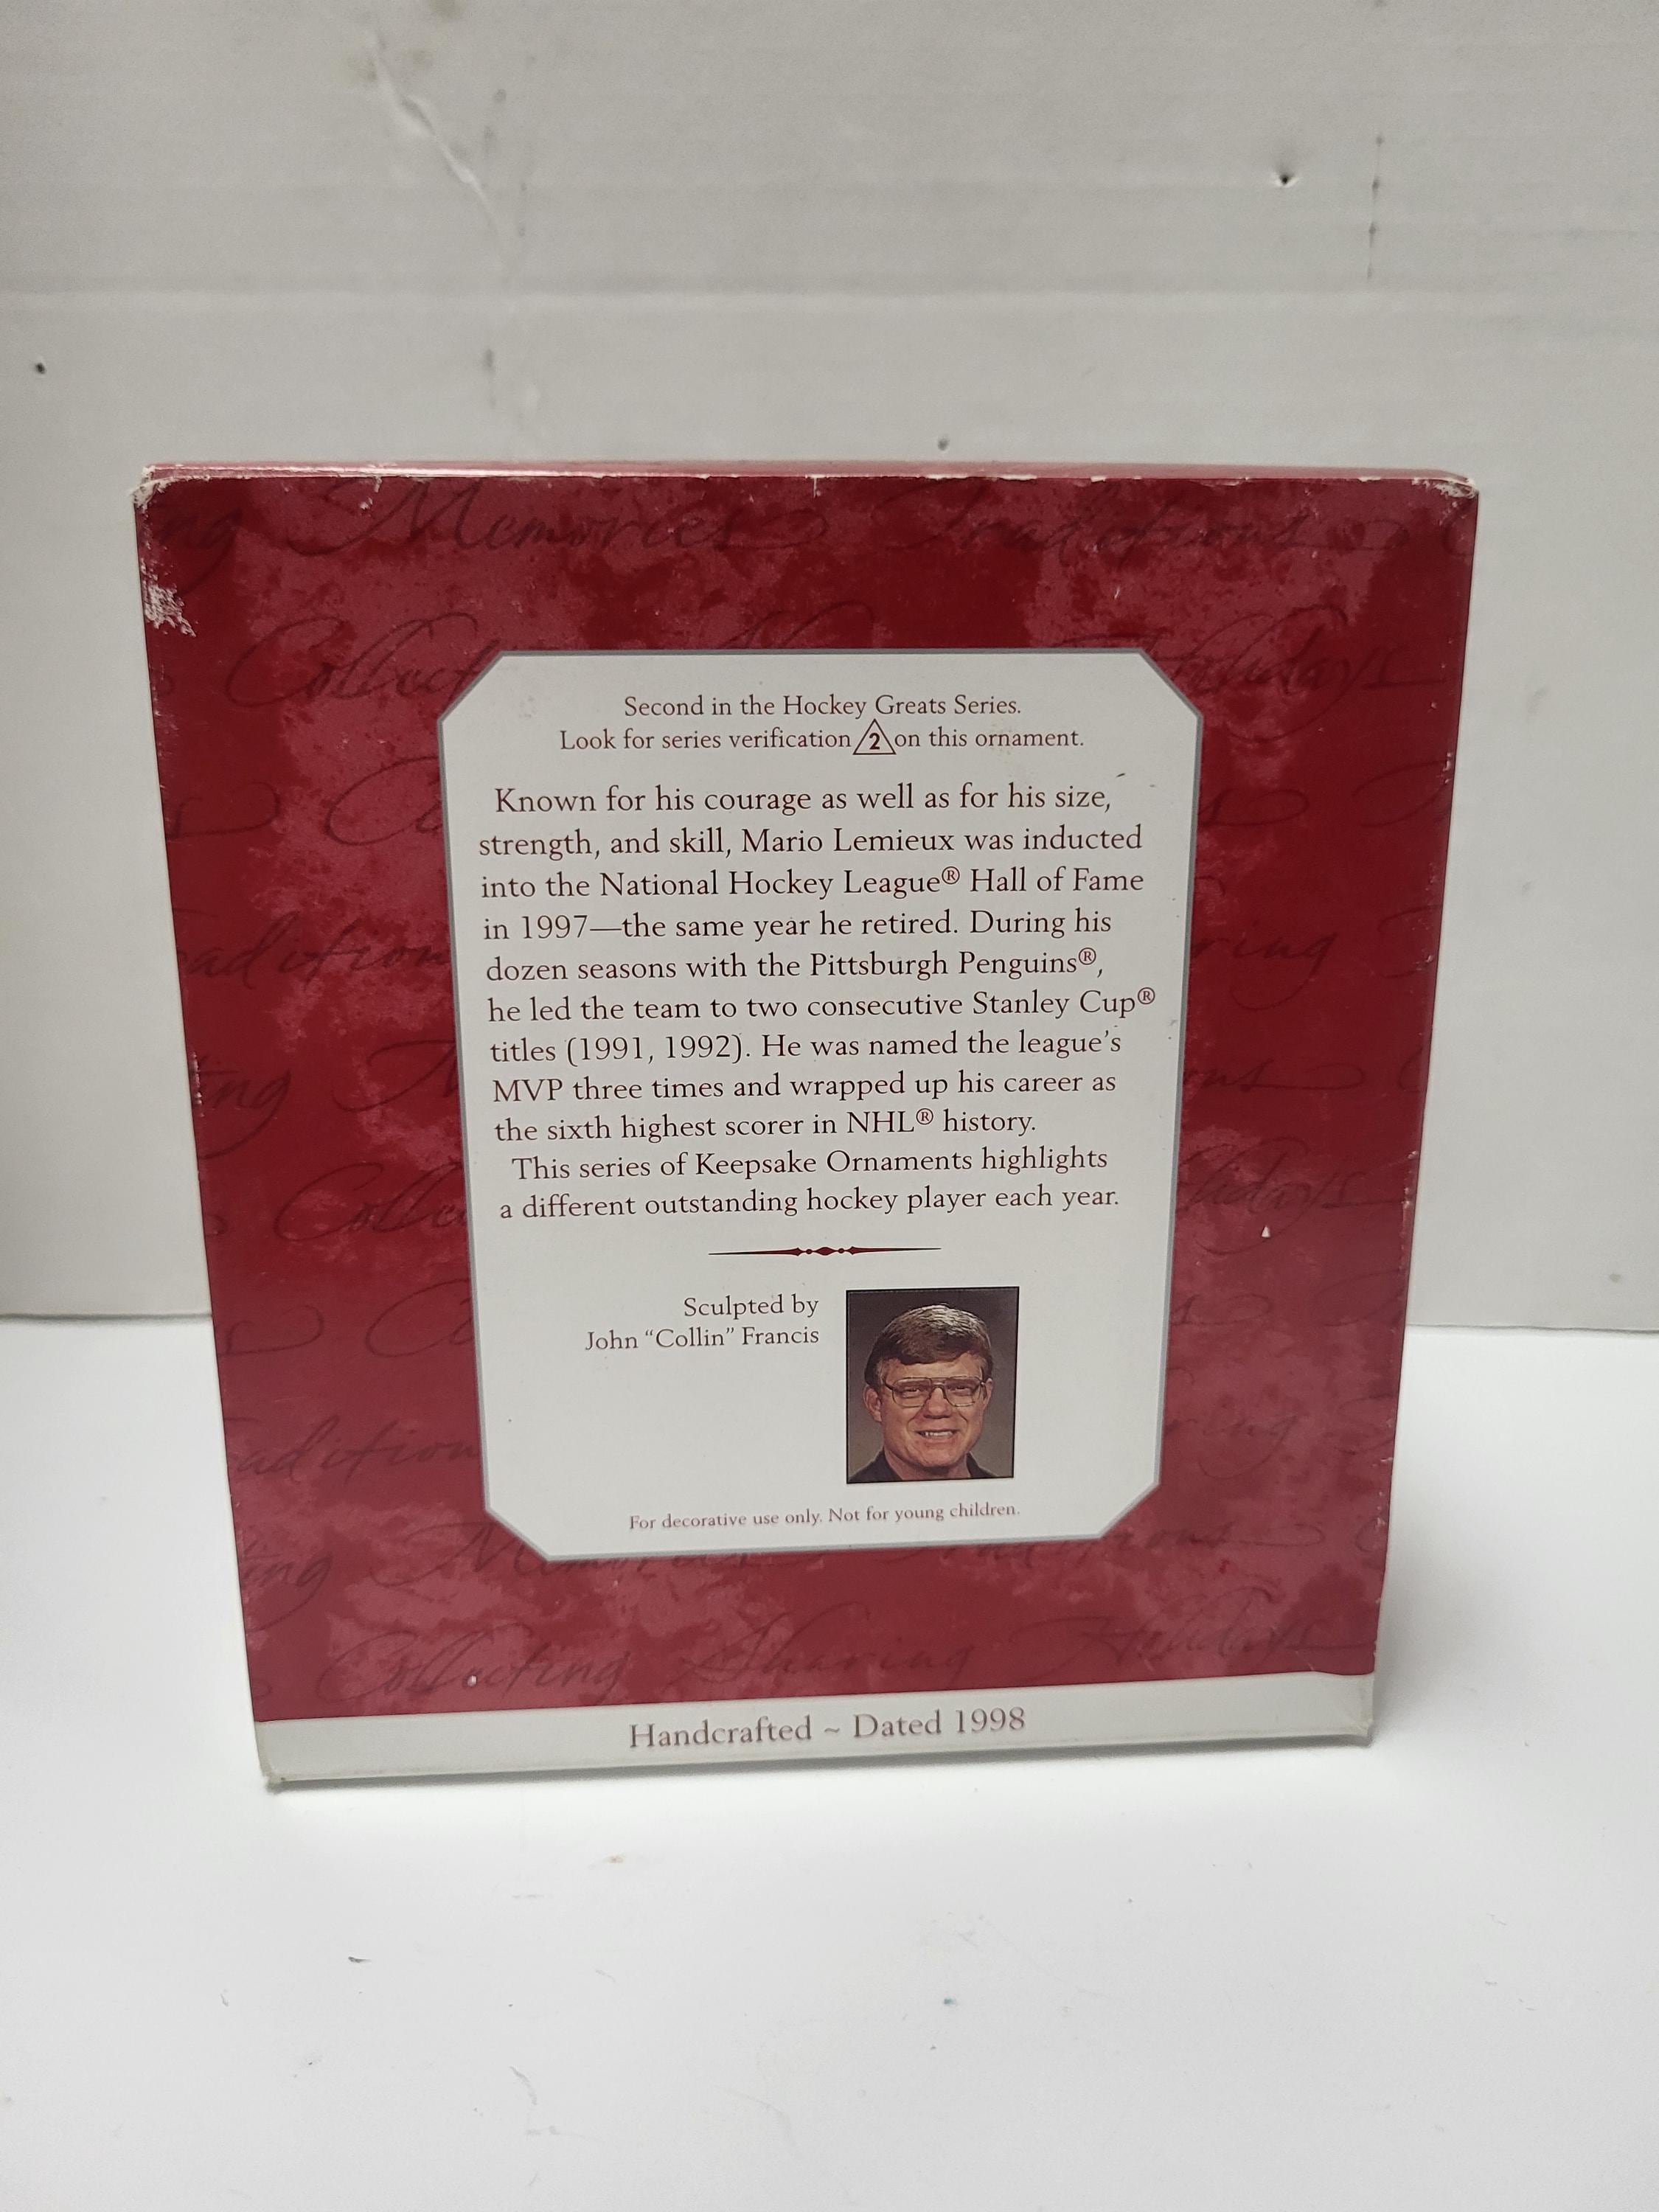 Memories Traditions
Holidays
Second in the Hockey Greats Series.
Look for series verification 2 on this ornament.
Known for his courage as well as for his size,
strength, and skill, Mario Lemieux was inducted
into the National Hockey League® Hall of Fame
in 1997—the same year he retired. During his
dozen seasons with the Pittsburgh Penguins®,
he led the team to two consecutive Stanley Cup®
titles (1991, 1992). He was named the league's
MVP three times and wrapped up his career as
the sixth highest scorer in NHL® history.
This series of Keepsake Ornaments highlights
a different outstanding hockey player each year.
Sculpted by
John "Collin" Francis
For decorative use only. Not for young children.
Collecting Sharing Holidays
Handcrafted ~ Dated 1998